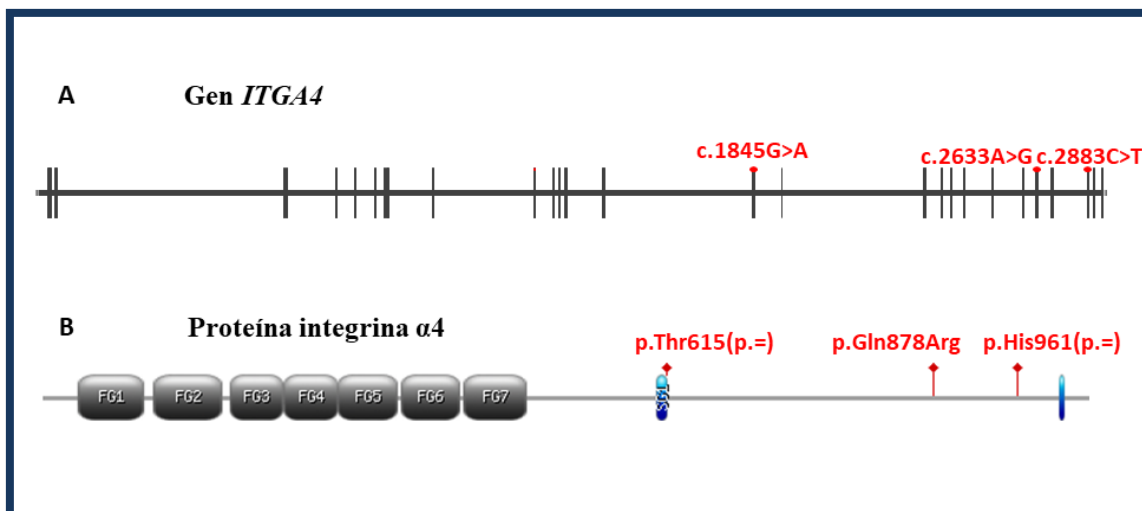 A Gen ITGA4
c.1845G>A c.2633A>G c.2883C>T
B Proteína integrina α4
p.Thr615(p.=) p.Gln878Arg p.His961(p.=)
FG1 FG2 FG3 FG4 FG5 FG6 FG7